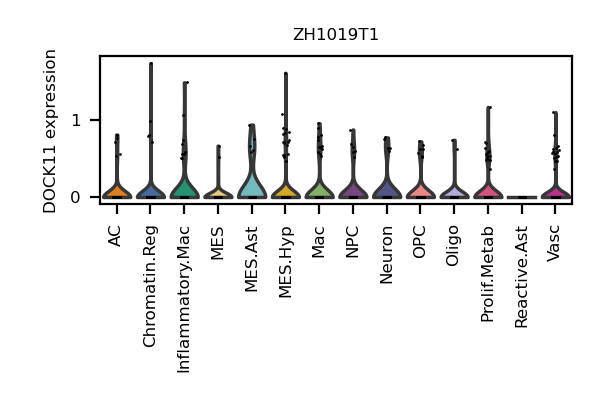 ZH1019T1
DOCK11 expression
1
0
AC
Chromatin.Reg
Inflammatory.Mac
MES
MES.Ast
MES.Hyp
Mac
NPC
Neuron
OPC
Oligo
Prolif.Metab
Reactive.Ast
Vasc